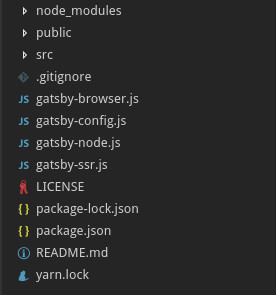 node_modules
public
src
.gitignore
JS gatsby-browser.js
JS gatsby-config.js
JS gatsby-node.js
JS gatsby-ssr.js
LICENSE
{ } package-lock.json
{ } package.json
README.md
yarn.lock